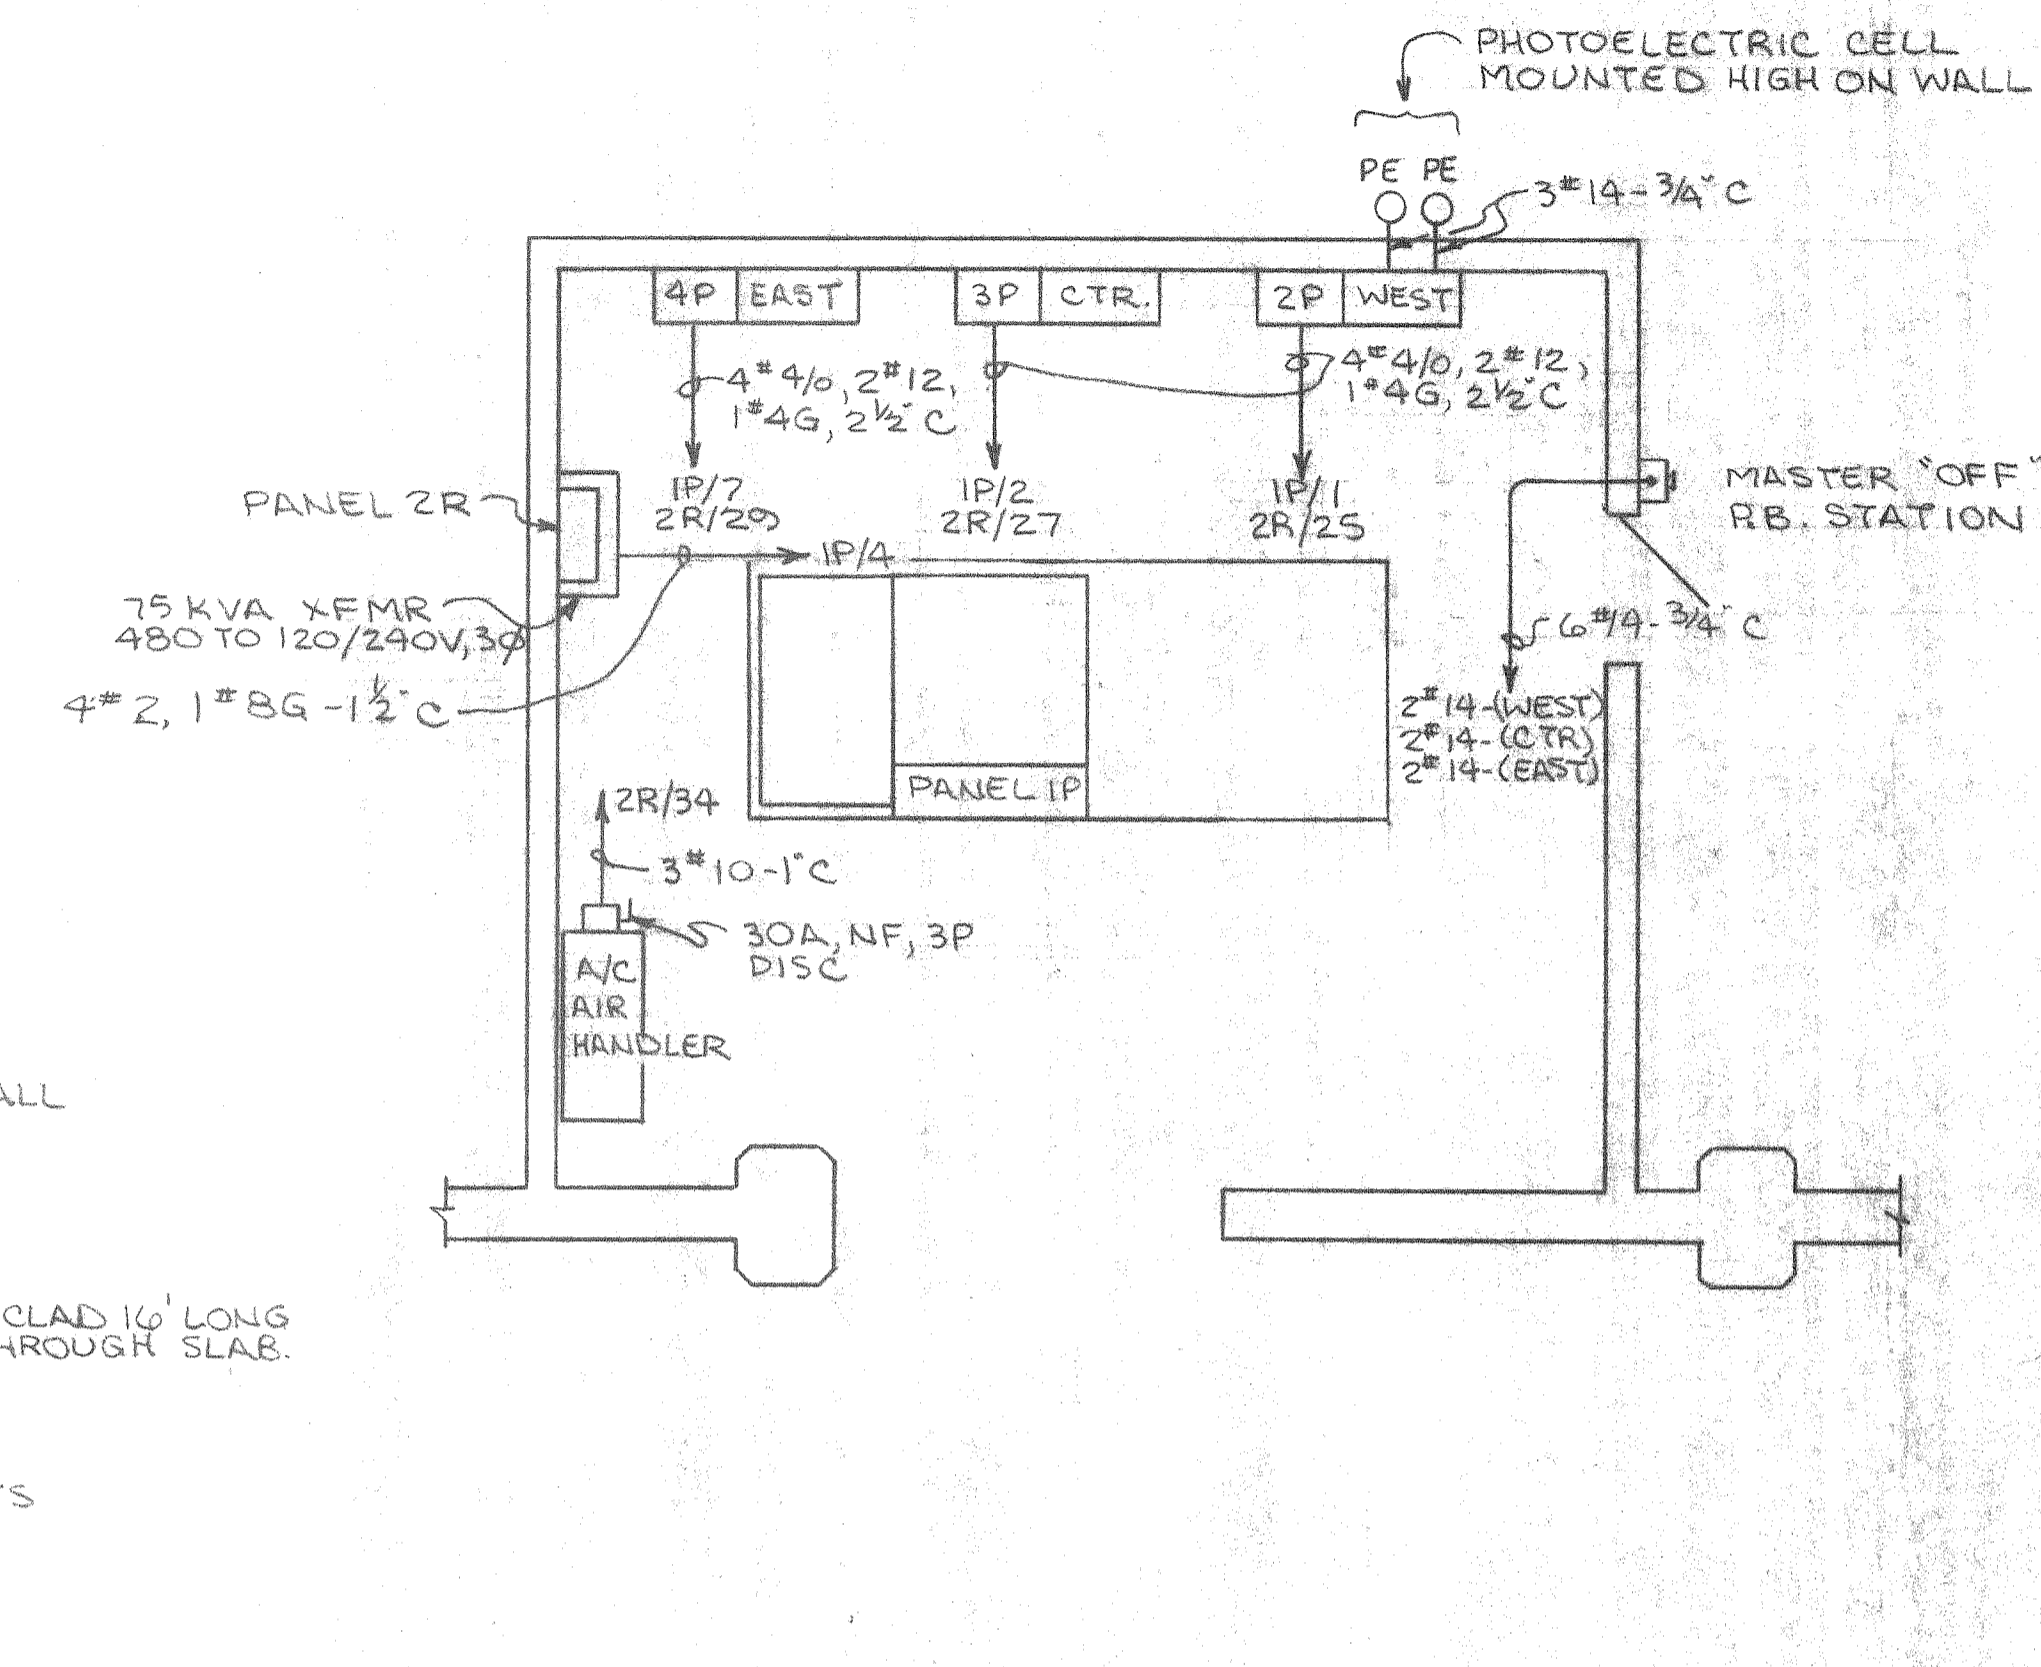 PHOTOELECTRIC CELL
MOUNTED HIGH ON WALL
PE PE
3#14-3/4"C
4P EAST
3P CTR.
2P WEST
4#4/0, 2#12,
1#4G, 2½"C
4#4/0, 2#12,
1#4G, 2½"C
1P/7
2R/29
1P/2
2R/27
1P/1
2R/25
PANEL 2R
1P/4
MASTER "OFF"
P.B. STATION
75 KVA XFMR
480 TO 120/240V,3Ø
4#2, 1#8G-1½"C
6#14-3/4"C
2#14-(WEST)
2#14-(CTR)
2#14-(EAST)
PANEL 1P
2R/34
3#10-1"C
30A, NF, 3P
DISC
A/C
AIR
HANDLER
ALL
CLAD 16' LONG
HROUGH SLAB.